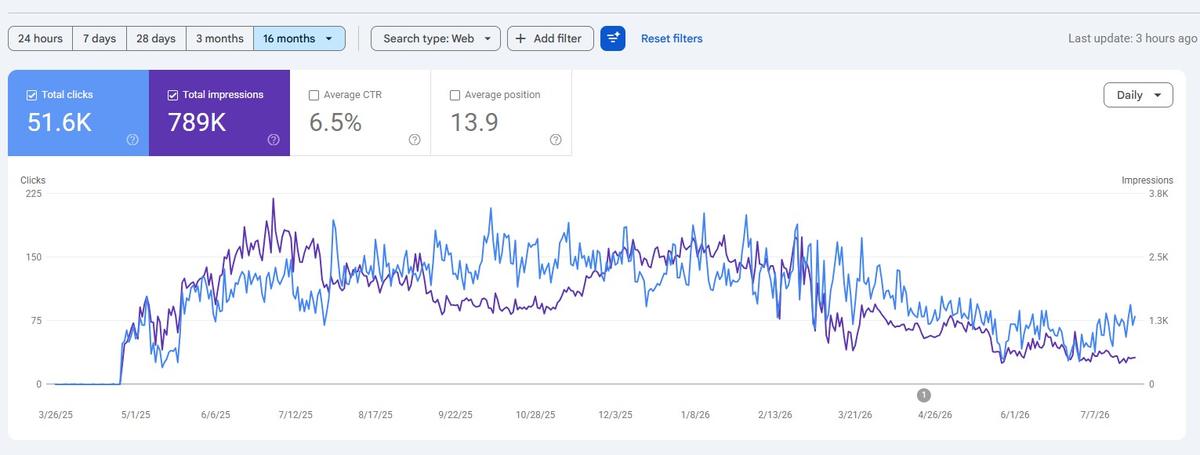 24 hours 7 days 28 days 3 months 16 months Search type: Web Add filter Reset filters Last update: 3 hours ago
Total clicks Total impressions Average CTR Average position Daily
51.6K 789K 6.5% 13.9
Clicks Impressions
225 3.8K
150 2.5K
75 1.3K
0 0
1
3/26/25 5/1/25 6/6/25 7/12/25 8/17/25 9/22/25 10/28/25 12/3/25 1/8/26 2/13/26 3/21/26 4/26/26 6/1/26 7/7/26